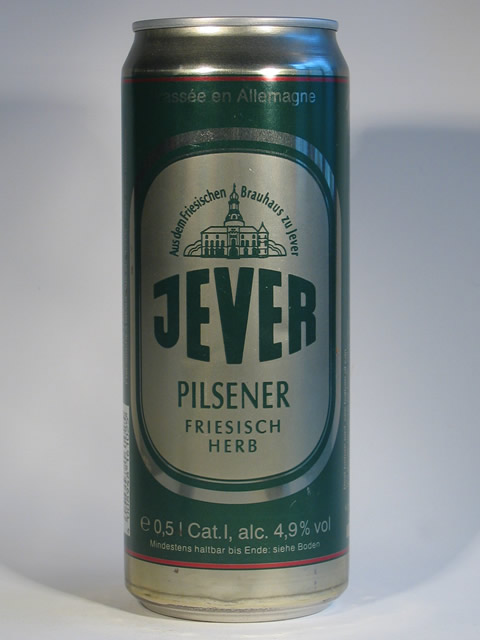 en Allemagne
Aus dem Friesischen Brauhaus zu Jever
JEVER
PILSENER
FRIESISCH
HERB
e 0,5 l Cat.I, alc. 4,9% vol
Mindestens haltbar bis Ende: siehe Boden